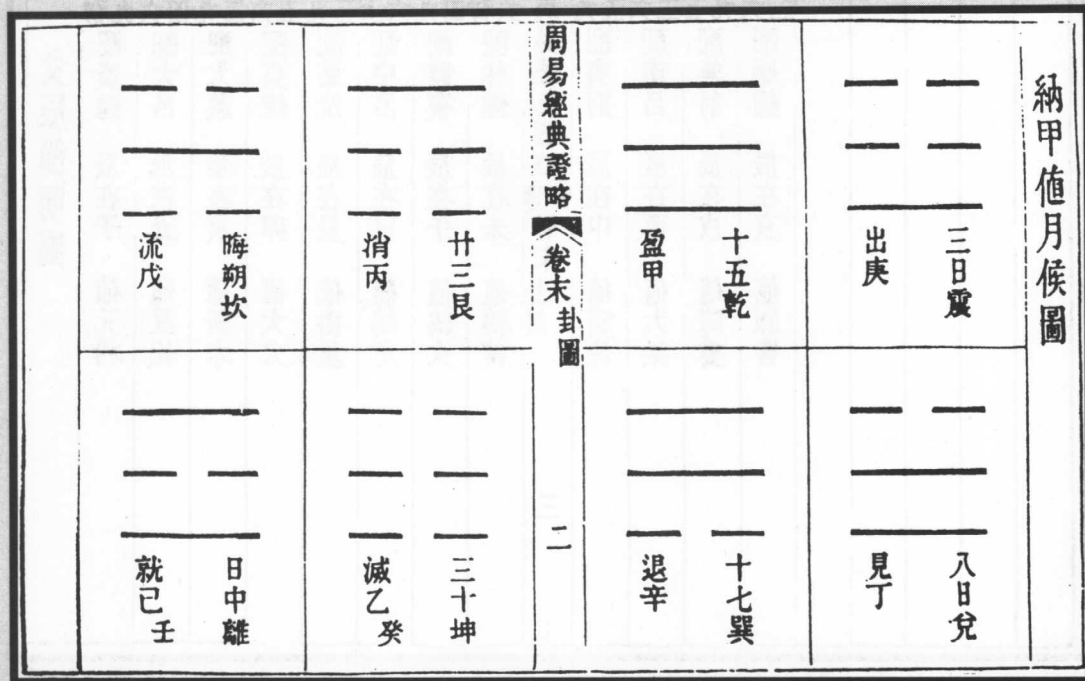 納甲値月候圖
三日震
出庚
八日兌
見丁
十五乾
盈甲
十七巽
退辛
周易經典證略
卷末 卦圖
二
廿三艮
消丙
三十坤
滅乙癸
晦朔坎
流戊
日中離
就己壬